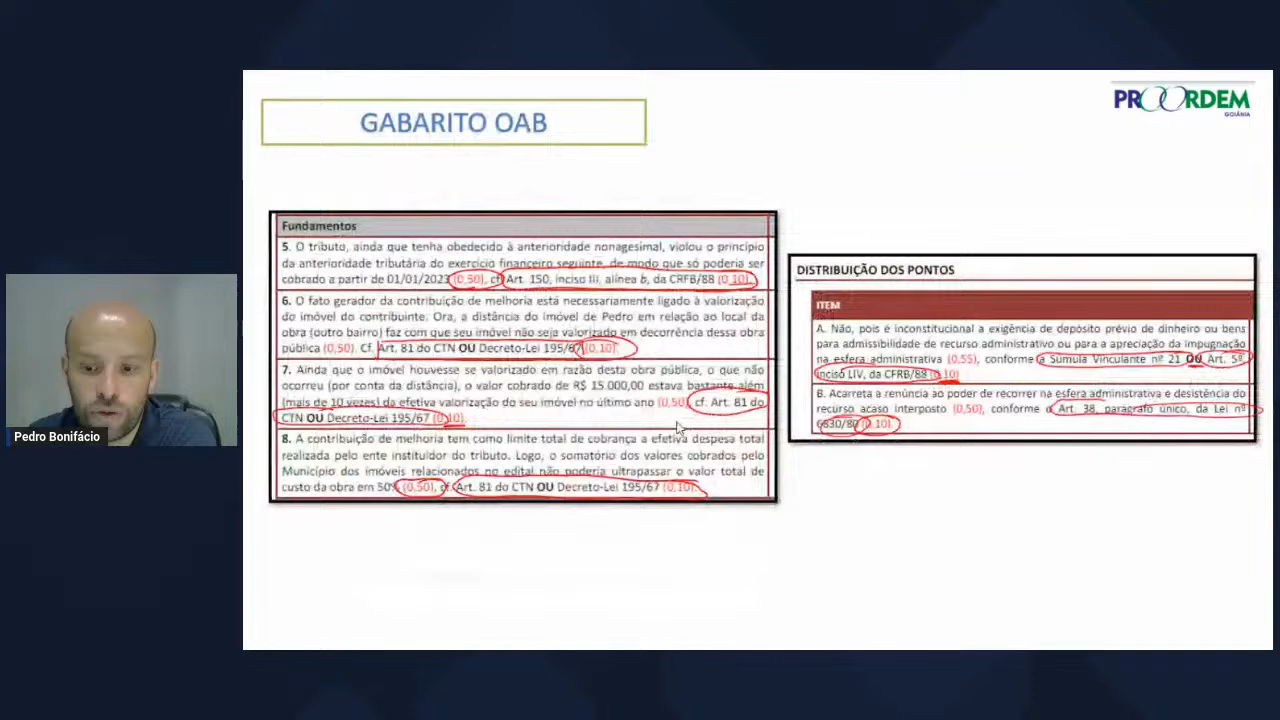 GABARITO OAB
PROORDEM
GOIÂNIA
Fundamentos
5. O tributo, ainda que tenha obedecido à anterioridade nonagesimal, violou o princípio
da anterioridade tributária do exercício financeiro seguinte, de modo que só poderia ser
cobrado a partir de 01/01/2023 (0,50), cf. Art. 150, inciso III, alínea b, da CRFB/88 (0,10).
6. O fato gerador da contribuição de melhoria está necessariamente ligado à valorização
do imóvel do contribuinte. Ora, a distância do imóvel de Pedro em relação ao local da
obra (outro bairro) faz com que seu imóvel não seja valorizado em decorrência dessa obra
pública (0,50). Cf. Art. 81 do CTN OU Decreto-Lei 195/67 (0,10).
7. Ainda que o imóvel houvesse se valorizado em razão desta obra pública, o que não
ocorreu (por conta da distância), o valor cobrado de R$ 15.000,00 estava bastante além
(mais de 10 vezes) da efetiva valorização do seu imóvel no último ano (0,50), cf. Art. 81 do
CTN OU Decreto-Lei 195/67 (0,10).
8. A contribuição de melhoria tem como limite total de cobrança a efetiva despesa total
realizada pelo ente instituidor do tributo. Logo, o somatório dos valores cobrados pelo
Município dos imóveis relacionados no edital não poderia ultrapassar o valor total de
custo da obra em 50% (0,50), cf. Art. 81 do CTN OU Decreto-Lei 195/67 (0,10).
DISTRIBUIÇÃO DOS PONTOS
ITEM
A. Não, pois é inconstitucional a exigência de depósito prévio de dinheiro ou bens
para admissibilidade de recurso administrativo ou para a apreciação da impugnação
na esfera administrativa (0,55), conforme a Súmula Vinculante nº 21 OU Art. 5º,
inciso LIV, da CFRB/88 (0,10)
B. Acarreta a renúncia ao poder de recorrer na esfera administrativa e desistência do
recurso acaso interposto (0,50), conforme o Art. 38, parágrafo único, da Lei nº
6830/80 (0,10).
Pedro Bonifácio